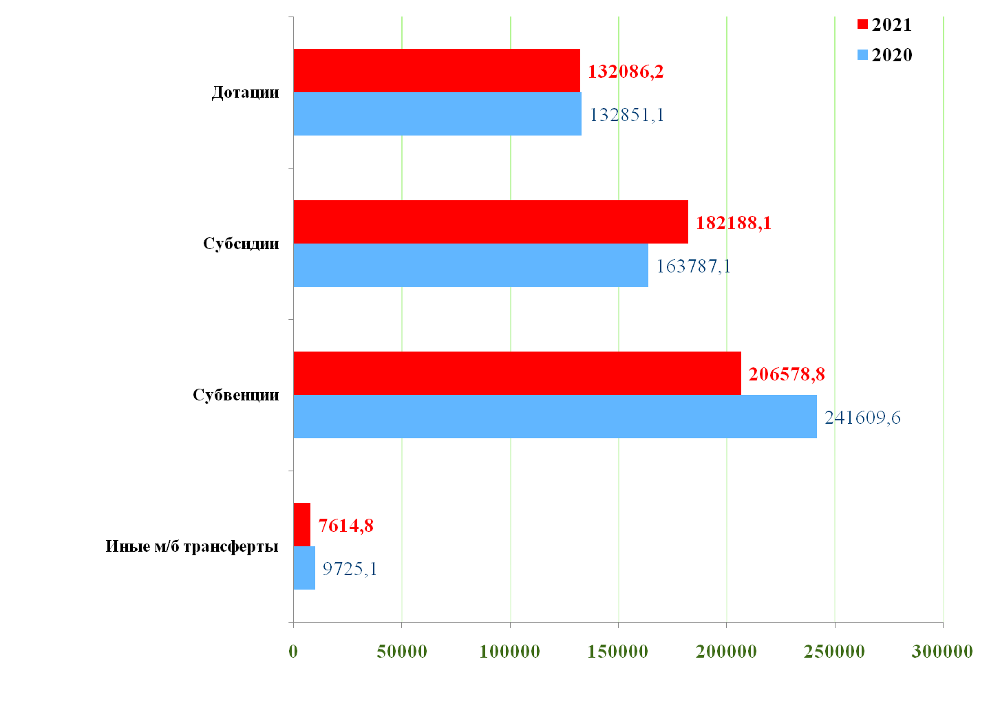 2021
2020
Дотации
132086,2
132851,1
Субсидии
182188,1
163787,1
Субвенции
206578,8
241609,6
Иные м/б трансферты
7614,8
9725,1
0 50000 100000 150000 200000 250000 300000